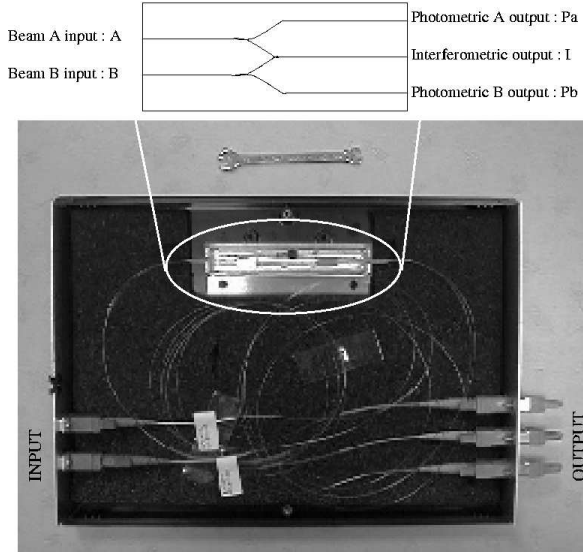 Photometric A output : Pa
Beam A input : A
Interferometric output : I
Beam B input : B
Photometric B output : Pb
INPUT
OUTPUT